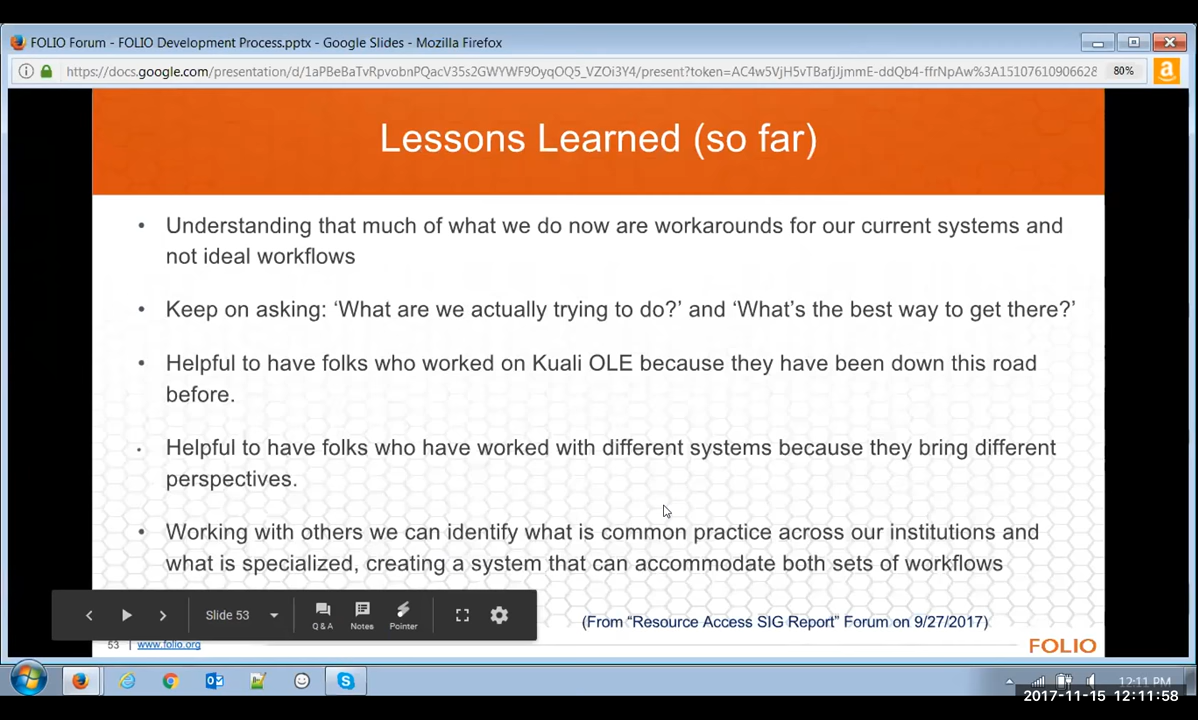 FOLIO Forum - FOLIO Development Process.pptx - Google Slides - Mozilla Firefox
https://docs.google.com/presentation/d/1aPBeBaTvRpvobnPQacV35s2GWYWF9OyqOQ5_VZOi3Y4/present?token=AC4w5VjH5vTBafjJjmmE-ddQb4-ffrNpAw%3A15107610906628
80%
Lessons Learned (so far)
• Understanding that much of what we do now are workarounds for our current systems and
not ideal workflows
• Keep on asking: ‘What are we actually trying to do?’ and ‘What’s the best way to get there?’
• Helpful to have folks who worked on Kuali OLE because they have been down this road
before.
• Helpful to have folks who have worked with different systems because they bring different
perspectives.
• Working with others we can identify what is common practice across our institutions and
what is specialized, creating a system that can accommodate both sets of workflows
Slide 53
Q & A
Notes
Pointer
(From “Resource Access SIG Report” Forum on 9/27/2017)
53
www.folio.org
FOLIO
12:11 PM
2017-11-15 12:11:58